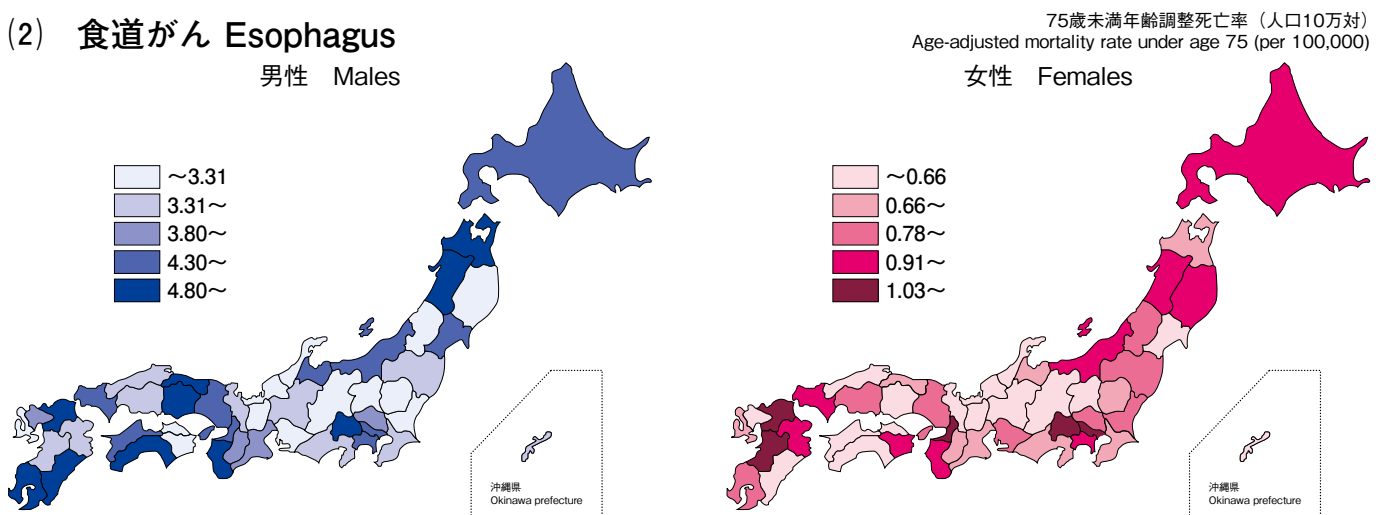 (2) 食道がん Esophagus
75歳未満年齢調整死亡率（人口10万対）
Age-adjusted mortality rate under age 75 (per 100,000)
男性 Males
～3.31
3.31～
3.80～
4.30～
4.80～
沖縄県
Okinawa prefecture
女性 Females
～0.66
0.66～
0.78～
0.91～
1.03～
沖縄県
Okinawa prefecture